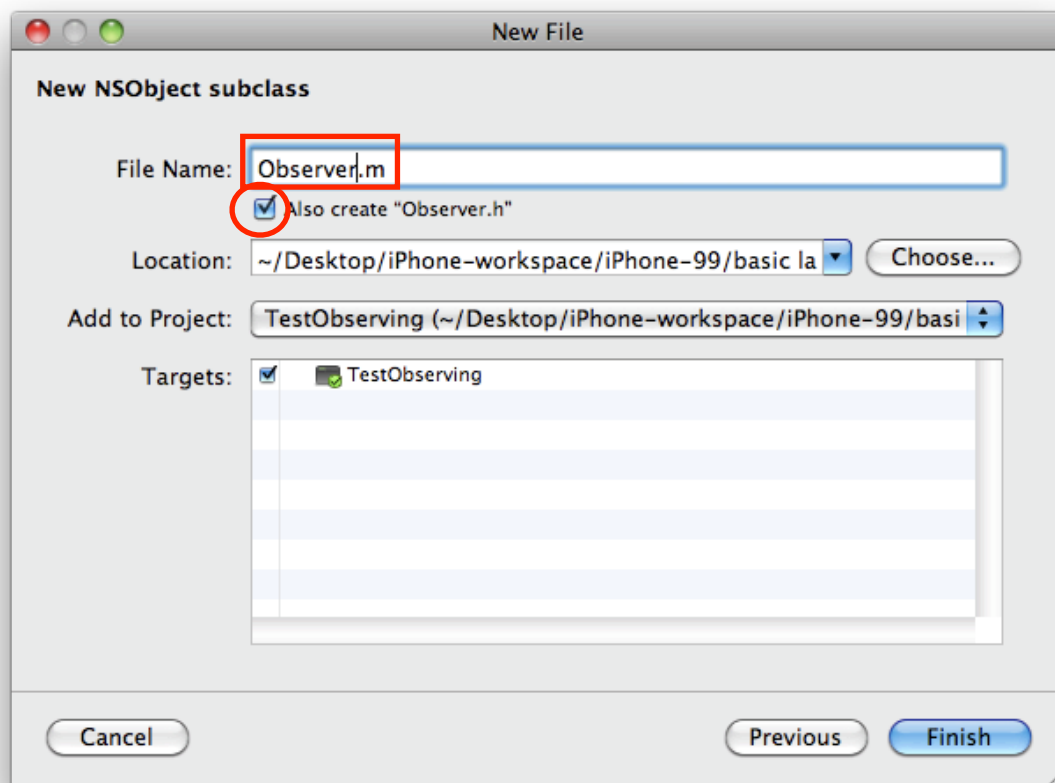 New File
New NSObject subclass
File Name: Observer.m
Also create “Observer.h”
Location: ~/Desktop/iPhone-workspace/iPhone-99/basic la Choose...
Add to Project: TestObserving (~/Desktop/iPhone-workspace/iPhone-99/basi
Targets: TestObserving
Cancel Previous Finish